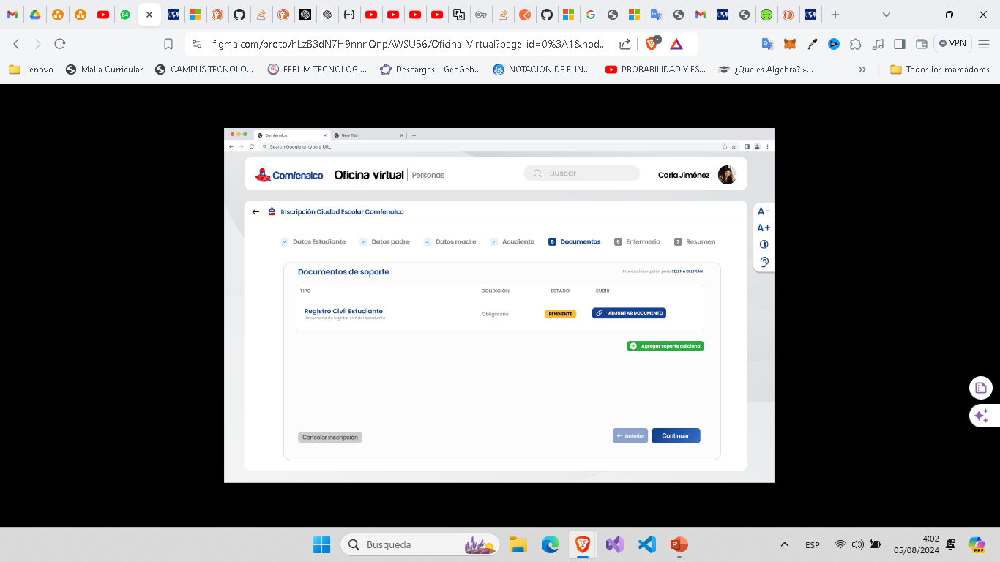 64
figma.com/proto/hLzB3dN7H9nnnQnpAWSU56/Oficina-Virtual?page-id=0%3A1&nod...
VPN
Lenovo
Malla Curricular
CAMPUS TECNOLO...
FERUM TECNOLOGI...
Descargas – GeoGeb...
NOTACIÓN DE FUN...
PROBABILIDAD Y ES...
¿Qué es Álgebra? »...
Todos los marcadores
Comfenalco
New Tab
Search Google or type a URL
Comfenalco
Oficina virtual | Personas
Buscar
Carla Jiménez
Inscripción Ciudad Escolar Comfenalco
A-
A+
Datos Estudiante
Datos padre
Datos madre
Acudiente
5 Documentos
6 Enfermería
7 Resumen
Documentos de soporte
Proceso inscripción para SELENA BELTRÁN
TIPO
CONDICIÓN
ESTADO
SUBIR
Registro Civil Estudiante
Documento de registro civil del estudiante
Obligatorio
PENDIENTE
ADJUNTAR DOCUMENTO
Agregar soporte adicional
Cancelar inscripción
Anterior
Continuar
Búsqueda
ESP
4:02
05/08/2024
PRE